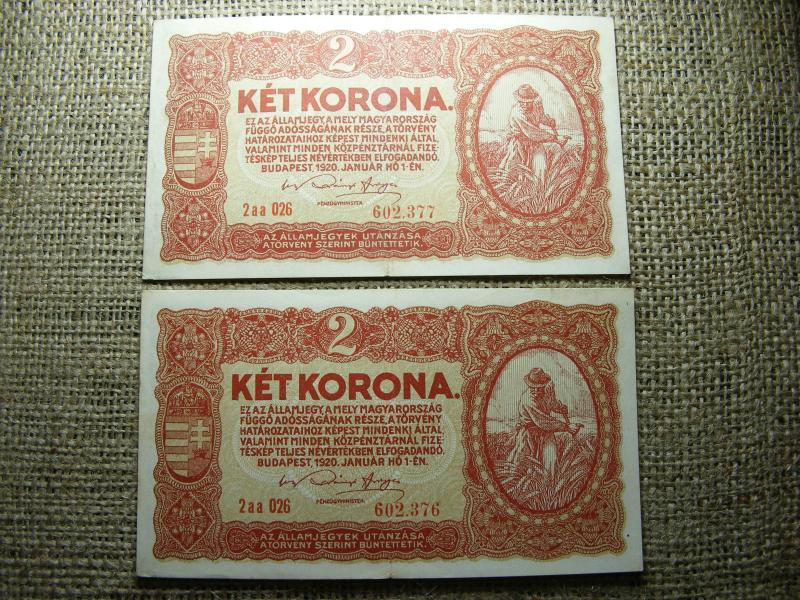 2
KÉT KORONA.
EZ AZ ÁLLAMJEGY, A MELY MAGYARORSZÁG
FÜGGŐ ADÓSSÁGÁNAK RÉSZE, A TÖRVÉNY
HATÁROZATAIHOZ KÉPEST MINDENKI ÁLTAL,
VALAMINT MINDEN KÖZPÉNZTÁRNÁL FIZE-
TÉSKÉP TELJES NÉVÉRTÉKBEN ELFOGADANDÓ.
BUDAPEST, 1920. JANUÁR HÓ 1-ÉN.
PÉNZÜGYMINISTER.
2aa 026 602.377
AZ ÁLLAMJEGYEK UTÁNZÁSA
A TÖRVÉNY SZERINT BÜNTETTETIK.
2
KÉT KORONA.
EZ AZ ÁLLAMJEGY, A MELY MAGYARORSZÁG
FÜGGŐ ADÓSSÁGÁNAK RÉSZE, A TÖRVÉNY
HATÁROZATAIHOZ KÉPEST MINDENKI ÁLTAL,
VALAMINT MINDEN KÖZPÉNZTÁRNÁL FIZE-
TÉSKÉP TELJES NÉVÉRTÉKBEN ELFOGADANDÓ.
BUDAPEST, 1920. JANUÁR HÓ 1-ÉN.
PÉNZÜGYMINISTER.
2aa 026 602.376
AZ ÁLLAMJEGYEK UTÁNZÁSA
A TÖRVÉNY SZERINT BÜNTETTETIK.